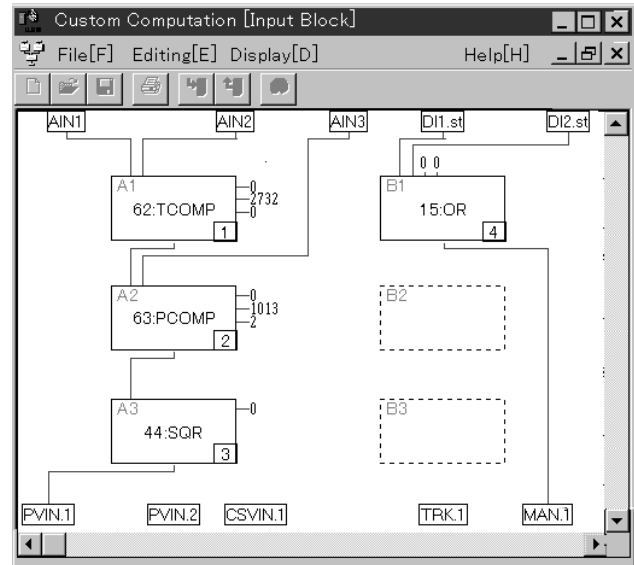 Custom Computation [Input Block]
File[F] Editing[E] Display[D] Help[H]
AIN1 AIN2 AIN3 DI1.st DI2.st
0 0
A1
62:TCOMP
1
0
2732
0
B1
15:OR
4
A2
63:PCOMP
2
0
1013
2
B2
A3
44:SQR
3
0
B3
PVIN.1 PVIN.2 CSVIN.1 TRK.1 MAN.1